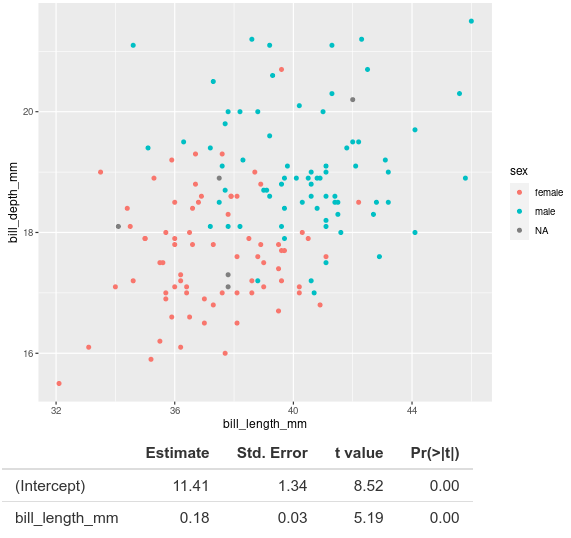 20
18
16
bill_depth_mm
32 36 40 44
bill_length_mm
sex
female
male
NA
Estimate Std. Error t value Pr(>|t|)
(Intercept) 11.41 1.34 8.52 0.00
bill_length_mm 0.18 0.03 5.19 0.00